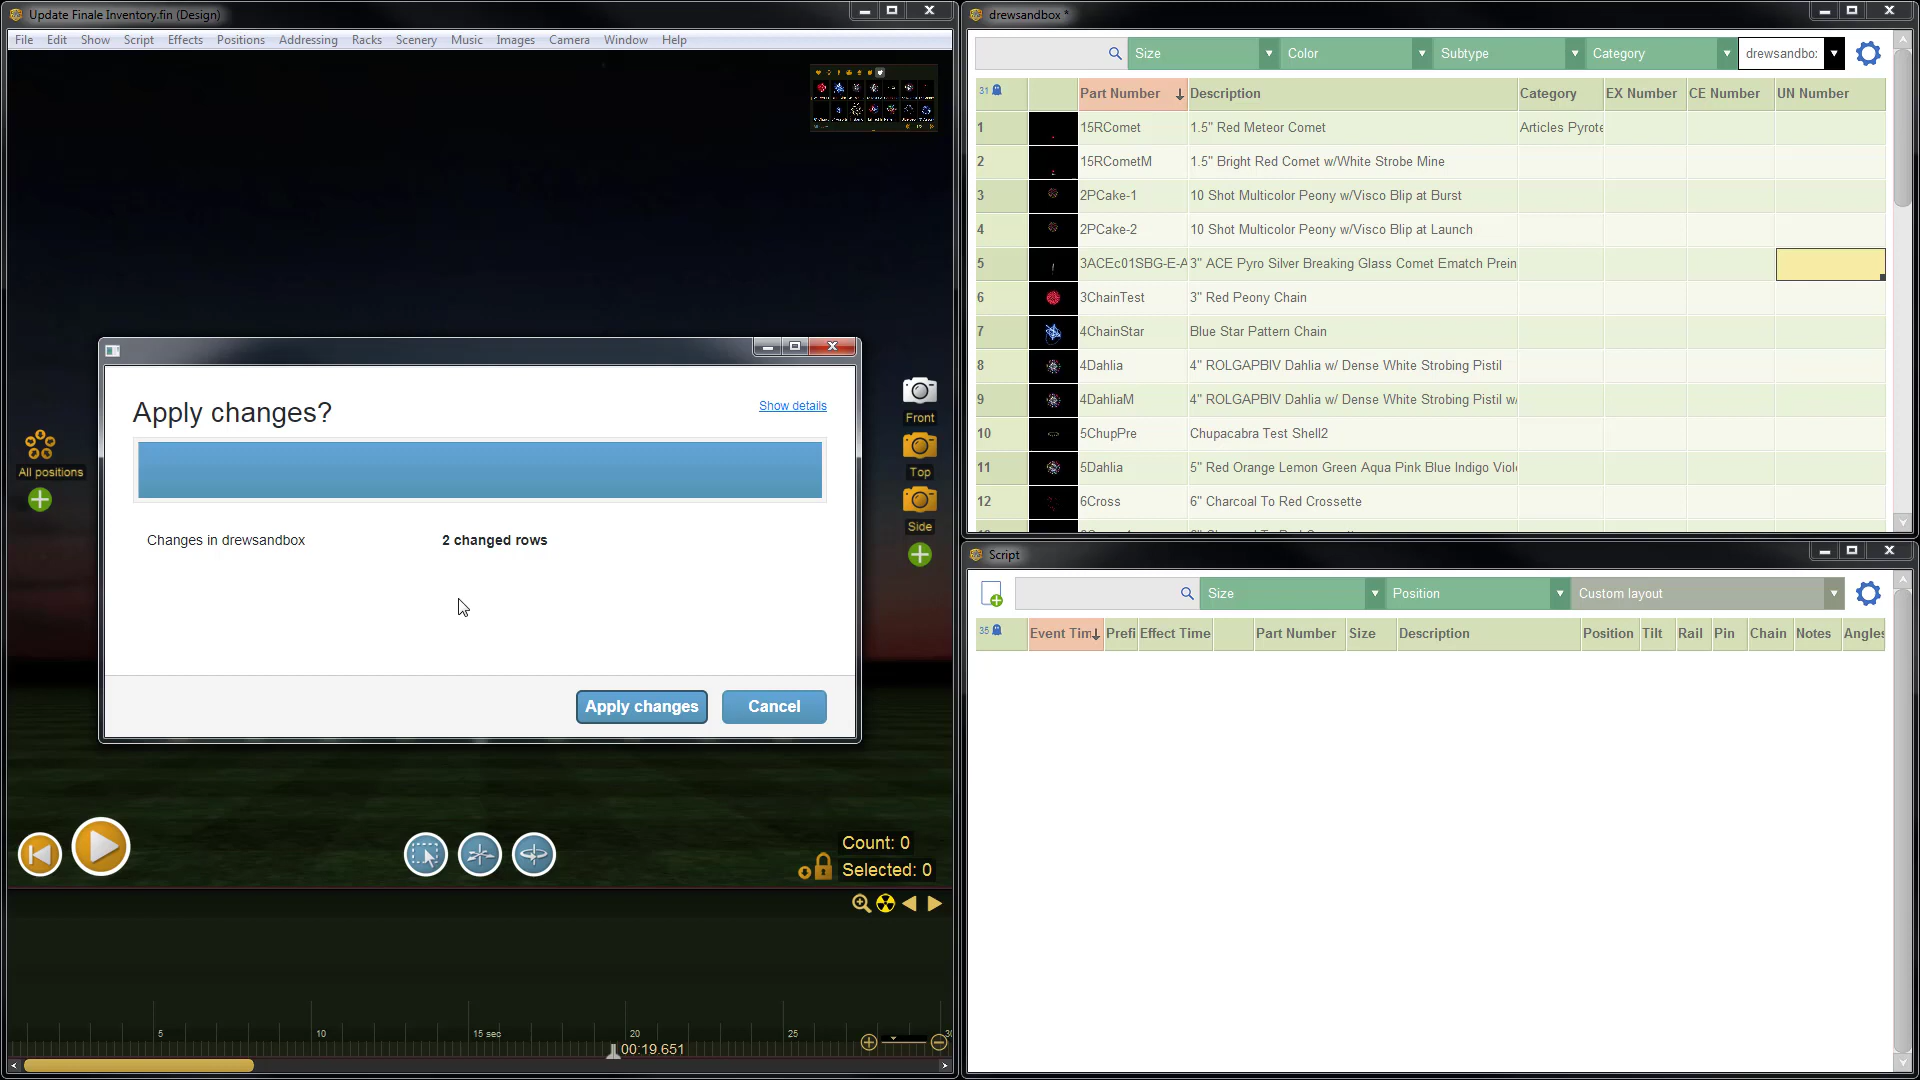 Update Finale Inventory.fin (Design)
File Edit Show Script Effects Positions Addressing Racks Scenery Music Images Camera Window Help
All positions
Front
Top
Side
Apply changes?
Show details
Changes in drewsandbox 2 changed rows
Apply changes Cancel
Count: 0
Selected: 0
5 10 15 sec 20 25 30
00:19.651
drewsandbox *
Size Color Subtype Category drewsandbo:
31 Part Number Description Category EX Number CE Number UN Number
1 15RComet 1.5" Red Meteor Comet Articles Pyrote
2 15RCometM 1.5" Bright Red Comet w/White Strobe Mine
3 2PCake-1 10 Shot Multicolor Peony w/Visco Blip at Burst
4 2PCake-2 10 Shot Multicolor Peony w/Visco Blip at Launch
5 3ACEc01SBG-E-A 3" ACE Pyro Silver Breaking Glass Comet Ematch Prein
6 3ChainTest 3" Red Peony Chain
7 4ChainStar Blue Star Pattern Chain
8 4Dahlia 4" ROLGAPBIV Dahlia w/ Dense White Strobing Pistil
9 4DahliaM 4" ROLGAPBIV Dahlia w/ Dense White Strobing Pistil w/
10 5ChupPre Chupacabra Test Shell2
11 5Dahlia 5" Red Orange Lemon Green Aqua Pink Blue Indigo Viol
12 6Cross 6" Charcoal To Red Crossette
Script
Size Position Custom layout
35 Event Tim Prefi Effect Time Part Number Size Description Position Tilt Rail Pin Chain Notes Angles